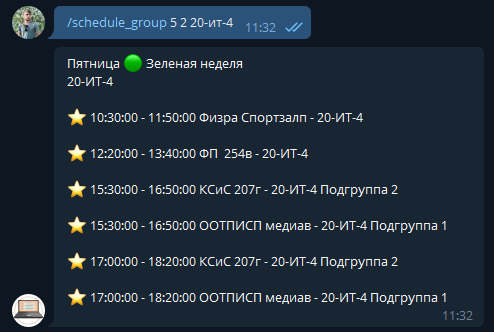 /schedule_group 5 2 20-ит-4 11:32
Пятница Зеленая неделя
20-ИТ-4
10:30:00 - 11:50:00 Физра Спортзалп - 20-ИТ-4
12:20:00 - 13:40:00 ФП 254в - 20-ИТ-4
15:30:00 - 16:50:00 КСиС 207г - 20-ИТ-4 Подгруппа 2
15:30:00 - 16:50:00 ООТПИСП медиав - 20-ИТ-4 Подгруппа 1
17:00:00 - 18:20:00 КСиС 207г - 20-ИТ-4 Подгруппа 2
17:00:00 - 18:20:00 ООТПИСП медиав - 20-ИТ-4 Подгруппа 1
11:32